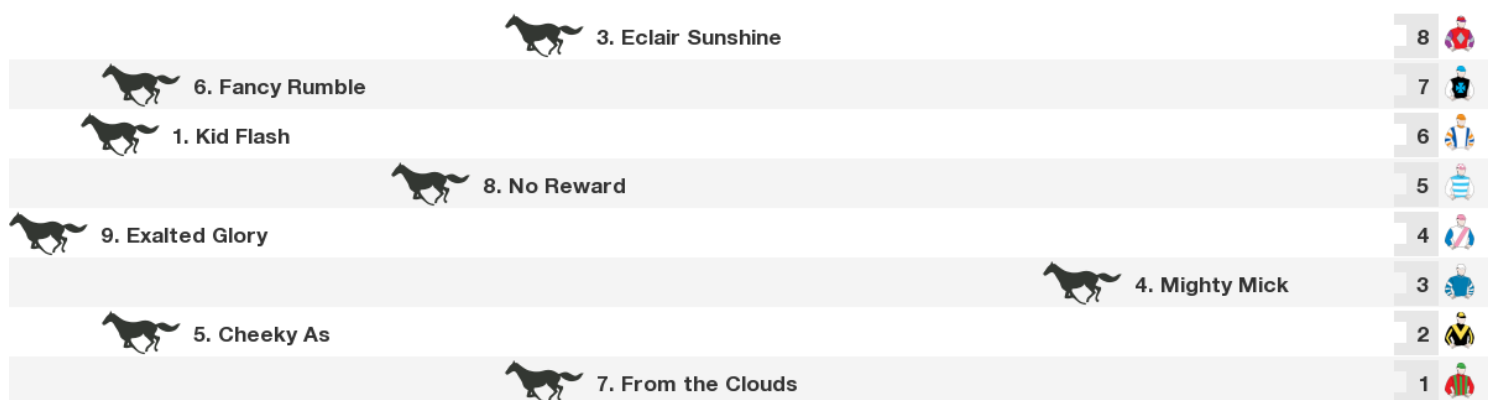 3. Eclair Sunshine 8
6. Fancy Rumble 7
1. Kid Flash 6
8. No Reward 5
9. Exalted Glory 4
4. Mighty Mick 3
5. Cheeky As 2
7. From the Clouds 1